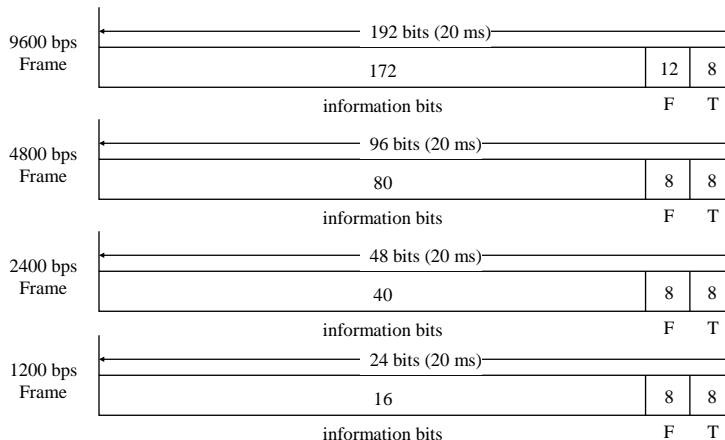 192 bits (20 ms)
9600 bps
Frame
172 12 8
information bits F T
96 bits (20 ms)
4800 bps
Frame
80 8 8
information bits F T
48 bits (20 ms)
2400 bps
Frame
40 8 8
information bits F T
24 bits (20 ms)
1200 bps
Frame
16 8 8
information bits F T